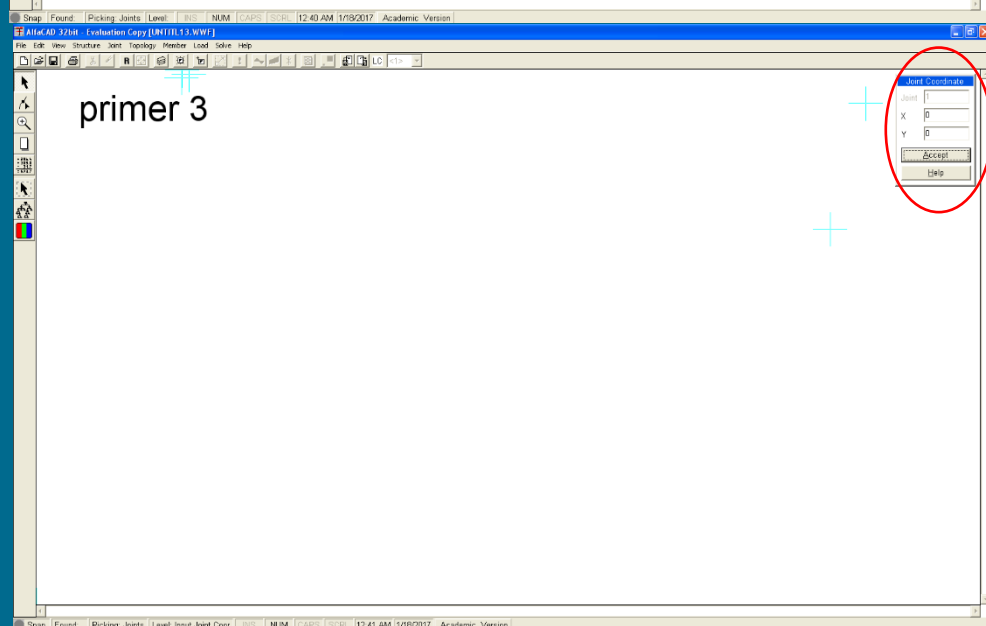 Snap Found: Picking: Joints Level: INS NUM CAPS SCRL 12:40 AM 1/18/2017 Academic Version
AlfaCAD 32bit - Evaluation Copy [UNTITL13.WWF]
File Edit View Structure Joint Topology Member Load Solve Help
R LC <1>
primer 3
Joint Coordinate
Joint 1
X 0
Y 0
Accept
Help
Snap Found: Picking: Joints Level: Input Joint Coor INS NUM CAPS SCRL 12:41 AM 1/18/2017 Academic Version